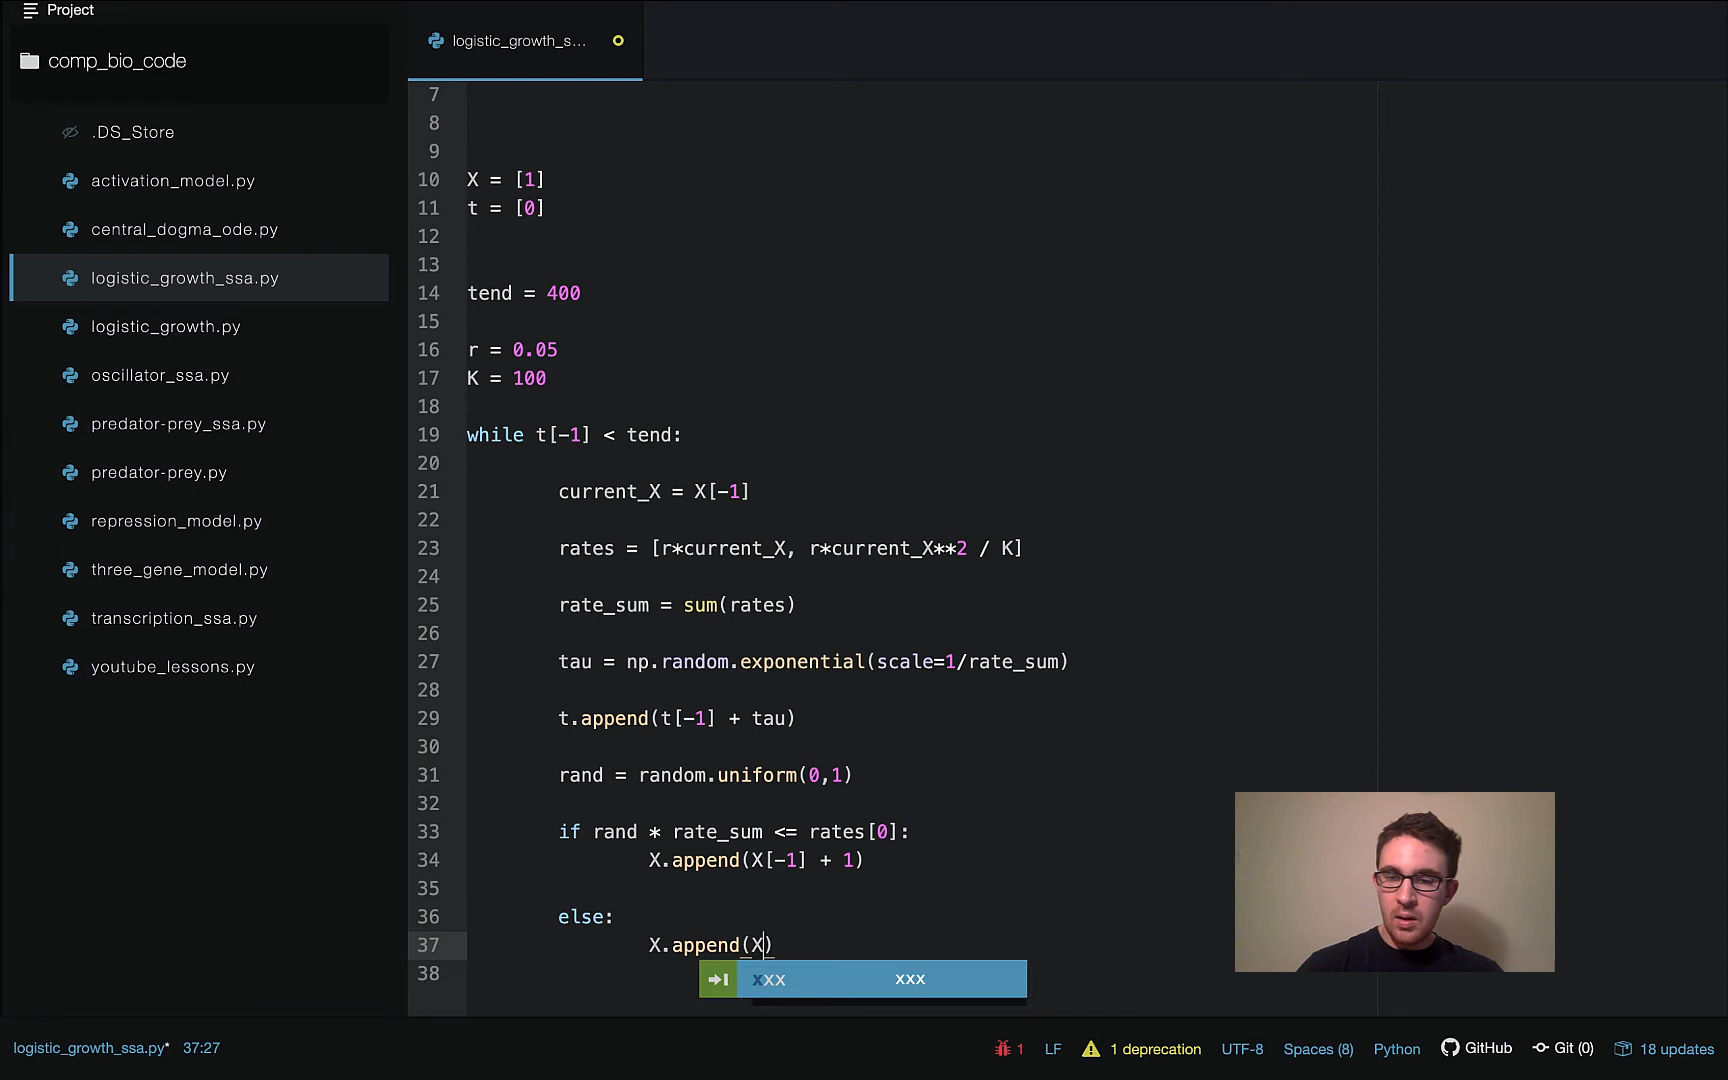 Project
comp_bio_code
.DS_Store
activation_model.py
central_dogma_ode.py
logistic_growth_ssa.py
logistic_growth.py
oscillator_ssa.py
predator-prey_ssa.py
predator-prey.py
repression_model.py
three_gene_model.py
transcription_ssa.py
youtube_lessons.py
logistic_growth_s...
7
8
9
10 X = [1]
11 t = [0]
12
13
14 tend = 400
15
16 r = 0.05
17 K = 100
18
19 while t[-1] < tend:
20
21 current_X = X[-1]
22
23 rates = [r*current_X, r*current_X**2 / K]
24
25 rate_sum = sum(rates)
26
27 tau = np.random.exponential(scale=1/rate_sum)
28
29 t.append(t[-1] + tau)
30
31 rand = random.uniform(0,1)
32
33 if rand * rate_sum <= rates[0]:
34 X.append(X[-1] + 1)
35
36 else:
37 X.append(X)
38
xxx xxx
logistic_growth_ssa.py* 37:27 1 LF 1 deprecation UTF-8 Spaces (8) Python GitHub Git (0) 18 updates